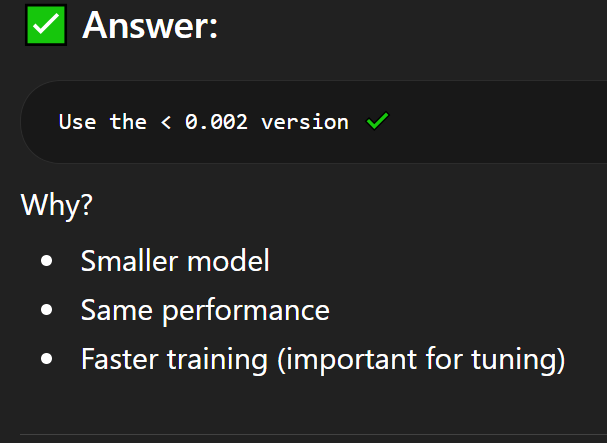 ✅ Answer:
Use the < 0.002 version ✔
Why?
• Smaller model
• Same performance
• Faster training (important for tuning)